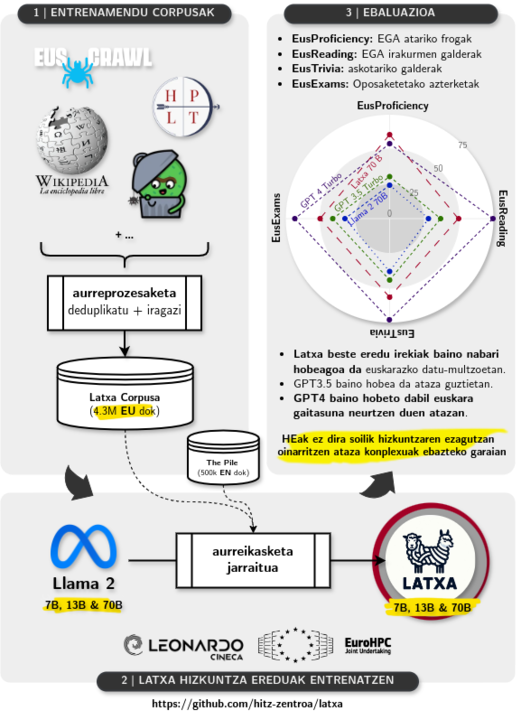 1 | ENTRENAMENDU CORPUSAK
EUS CRAWL
H P
L T
WIKIPEDIA
La enciclopedia libre
+ ...
aurreprozesaketa
deduplikatu + iragazi
Latxa Corpusa
(4.3M EU dok)
The Pile
(500k EN dok)
3 | EBALUAZIOA
• EusProficiency: EGA atariko frogak
• EusReading: EGA irakurmen galderak
• EusTrivia: askotariko galderak
• EusExams: Oposaketetako azterketak
EusProficiency
75
50
25
0
GPT 4 Turbo
Latxa 70 B
GPT 3.5 Turbo
Llama 2 70B
EusExams
EusReading
EusTrivia
• Latxa beste eredu irekiak baino nabari
hobeagoa da euskarazko datu-multzoetan.
• GPT3.5 baino hobea da ataza guztietan.
• GPT4 baino hobeto dabil euskara
gaitasuna neurtzen duen atazan.
HEak ez dira soilik hizkuntzaren ezagutzan
oinarritzen ataza konplexuak ebazteko garaian
Llama 2
7B, 13B & 70B
aurreikasketa
jarraitua
LATXA
7B, 13B & 70B
LEONARDO
CINECA
EuroHPC
Joint Undertaking
2 | LATXA HIZKUNTZA EREDUAK ENTRENATZEN
https://github.com/hitz-zentroa/latxa